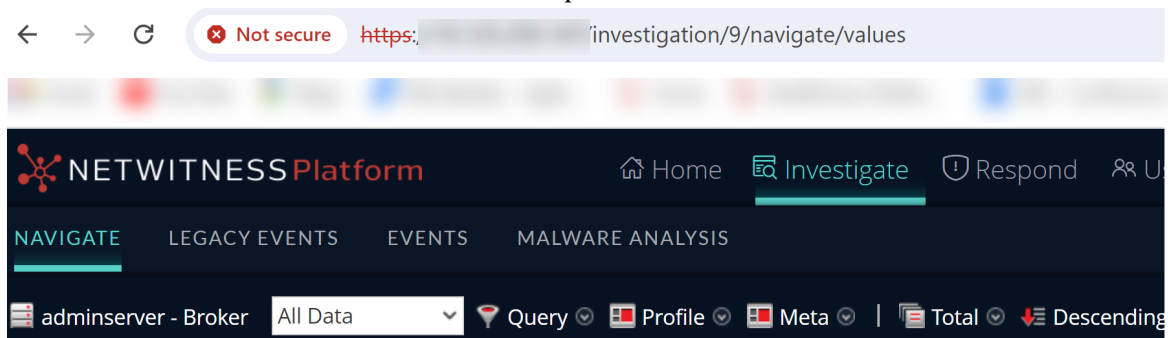 Not secure https: investigation/9/navigate/values
NETWITNESS Platform Home Investigate Respond
NAVIGATE LEGACY EVENTS EVENTS MALWARE ANALYSIS
adminserver - Broker All Data Query Profile Meta | Total Descending